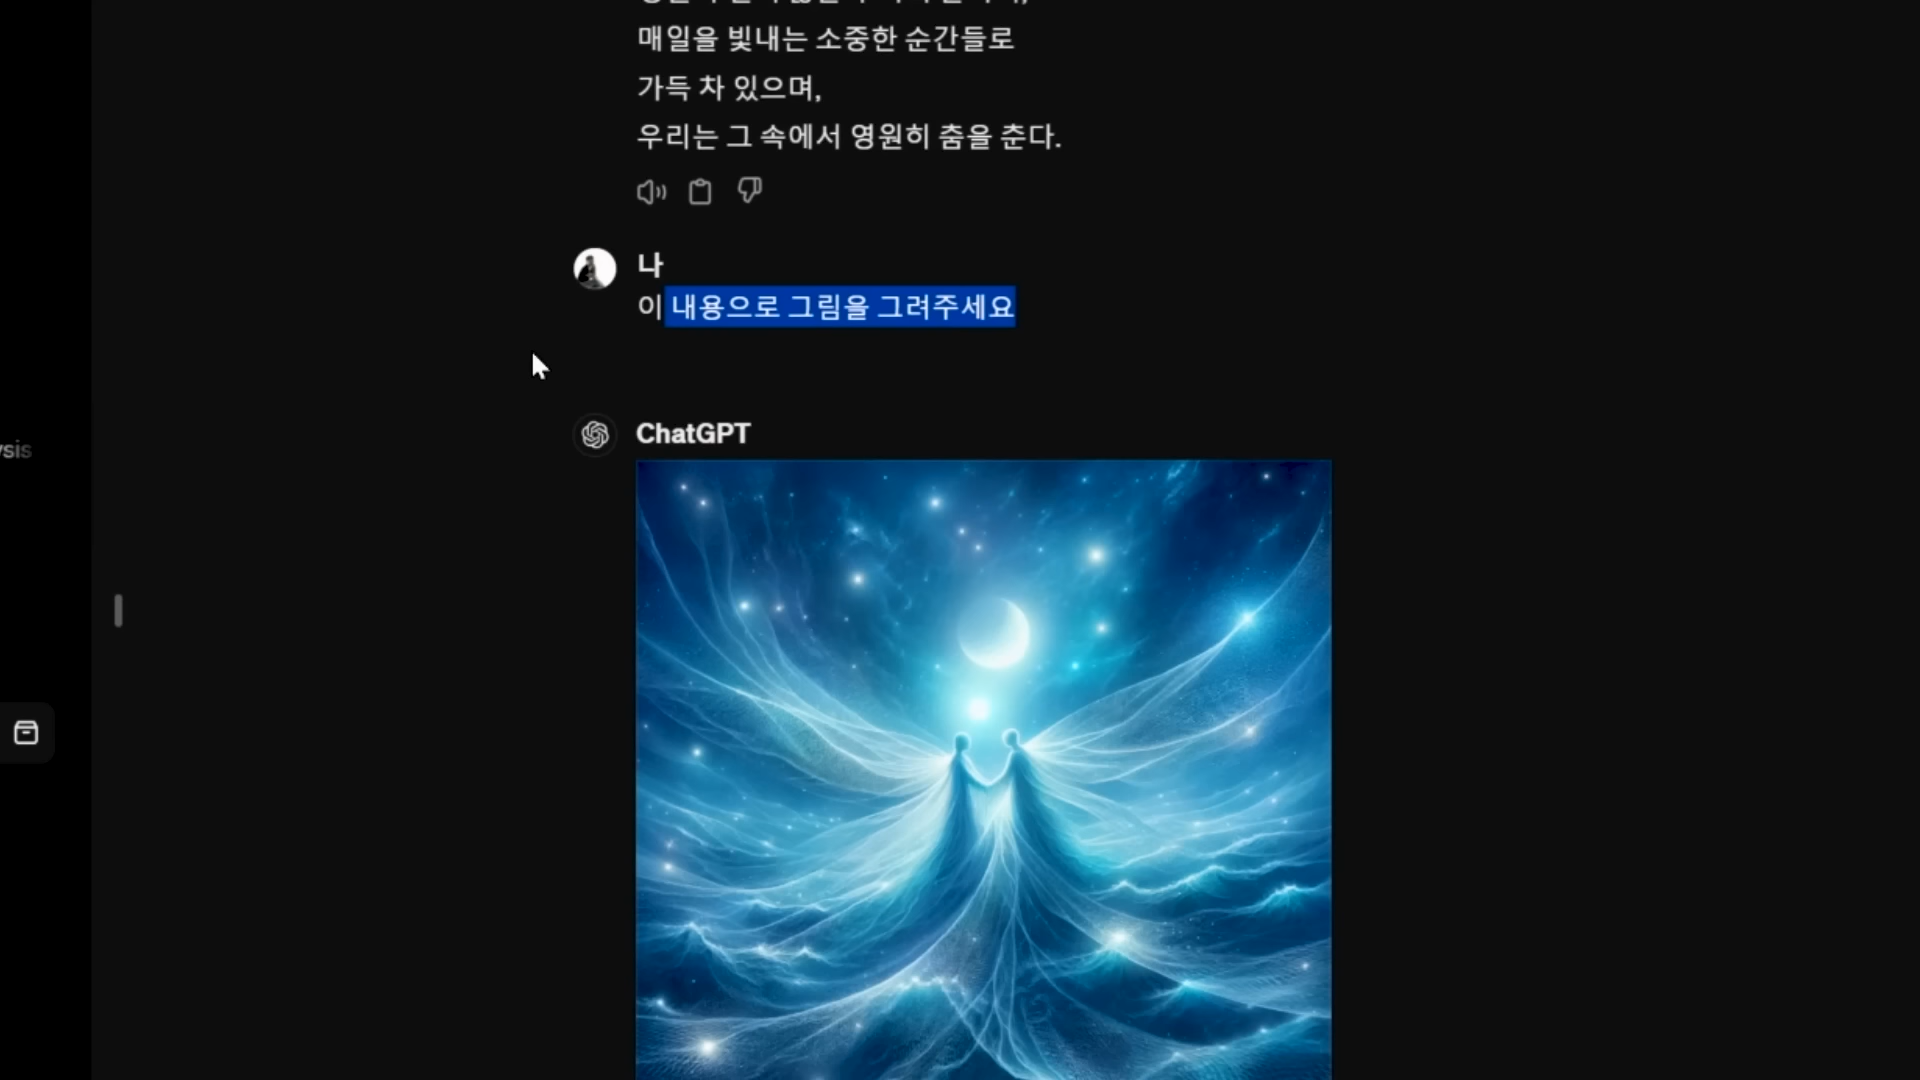 매일을 빛내는 소중한 순간들로
가득 차 있으며,
우리는 그 속에서 영원히 춤을 춘다.
나
이 내용으로 그림을 그려주세요
ysis
ChatGPT